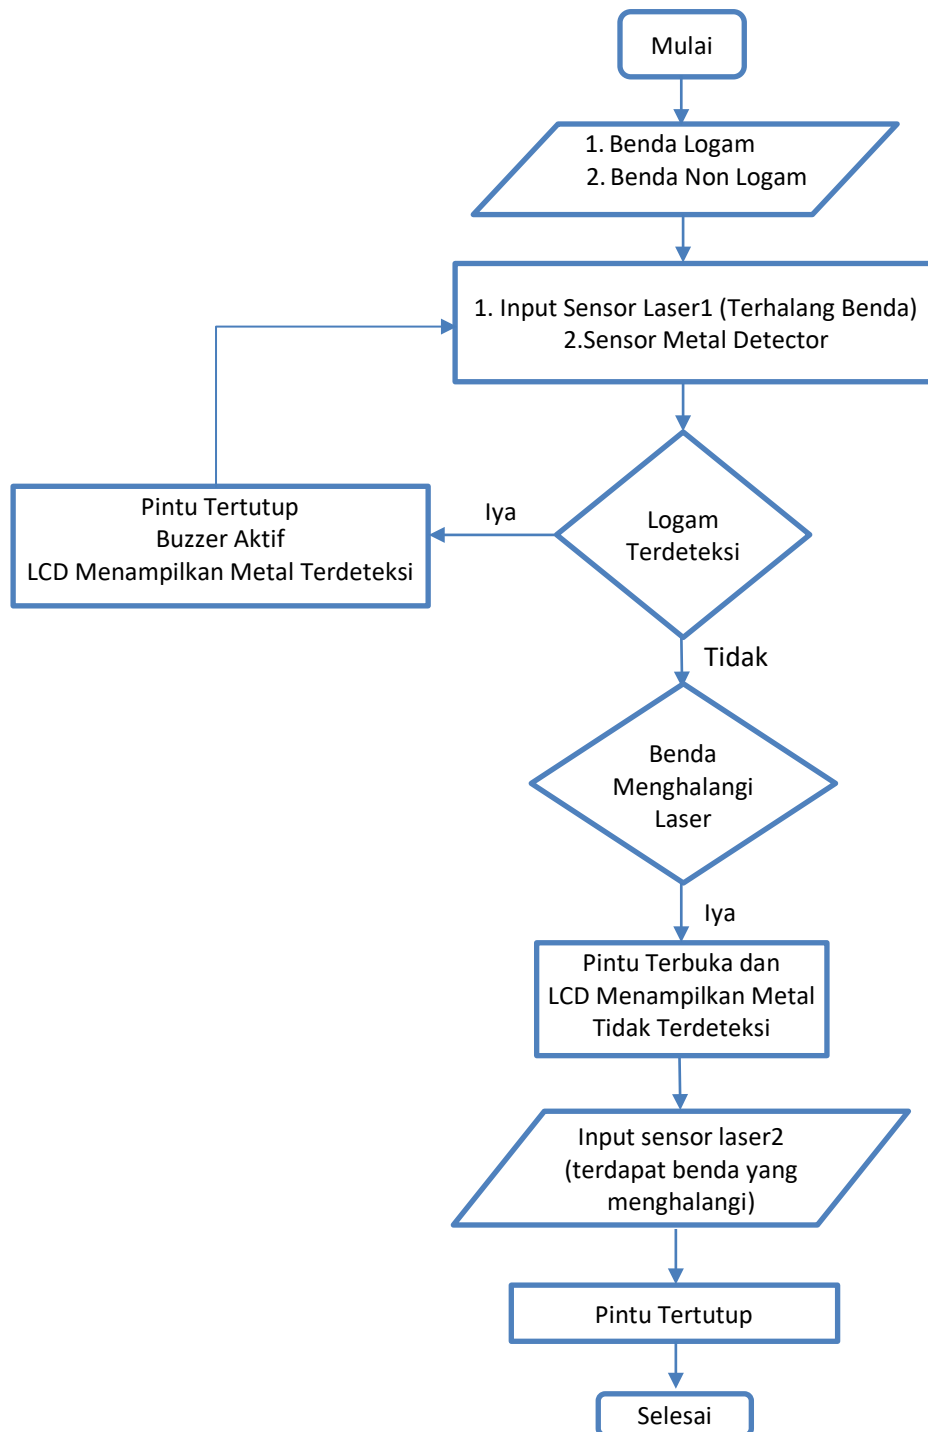 Mulai
1. Benda Logam
2. Benda Non Logam
1. Input Sensor Laser1 (Terhalang Benda)
2.Sensor Metal Detector
Logam
Terdeteksi
Iya
Pintu Tertutup
Buzzer Aktif
LCD Menampilkan Metal Terdeteksi
Tidak
Benda
Menghalangi
Laser
Iya
Pintu Terbuka dan
LCD Menampilkan Metal
Tidak Terdeteksi
Input sensor laser2
(terdapat benda yang
menghalangi)
Pintu Tertutup
Selesai